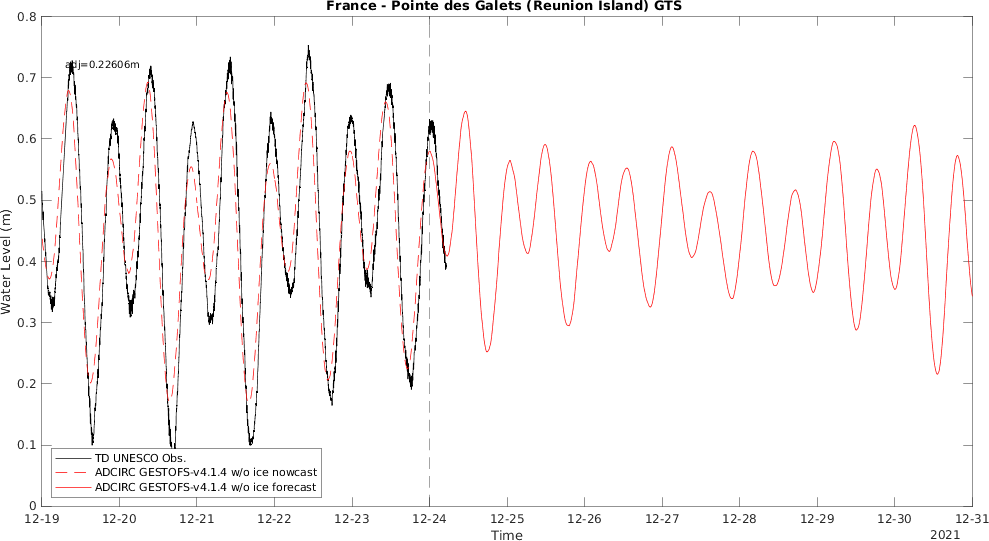 France - Pointe des Galets (Reunion Island) GTS
adj=0.22606m
Water Level (m)
0.8
0.7
0.6
0.5
0.4
0.3
0.2
0.1
0
TD UNESCO Obs.
ADCIRC GESTOFS-v4.1.4 w/o ice nowcast
ADCIRC GESTOFS-v4.1.4 w/o ice forecast
12-19 12-20 12-21 12-22 12-23 12-24 12-25 12-26 12-27 12-28 12-29 12-30 12-31
Time
2021